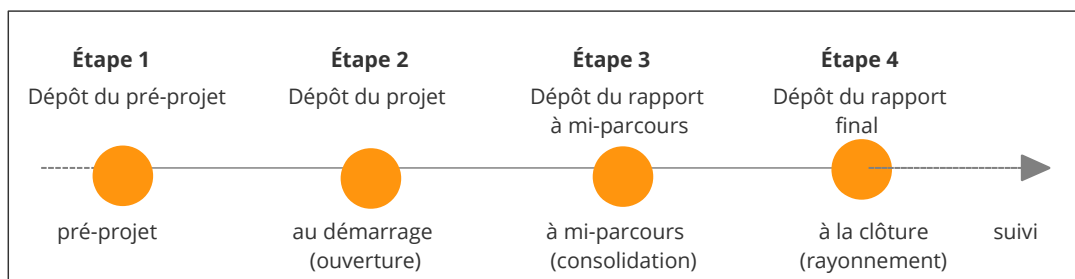 Étape 1
Dépôt du pré-projet
Étape 2
Dépôt du projet
Étape 3
Dépôt du rapport
à mi-parcours
Étape 4
Dépôt du rapport
final
pré-projet
au démarrage
(ouverture)
à mi-parcours
(consolidation)
à la clôture
(rayonnement)
suivi